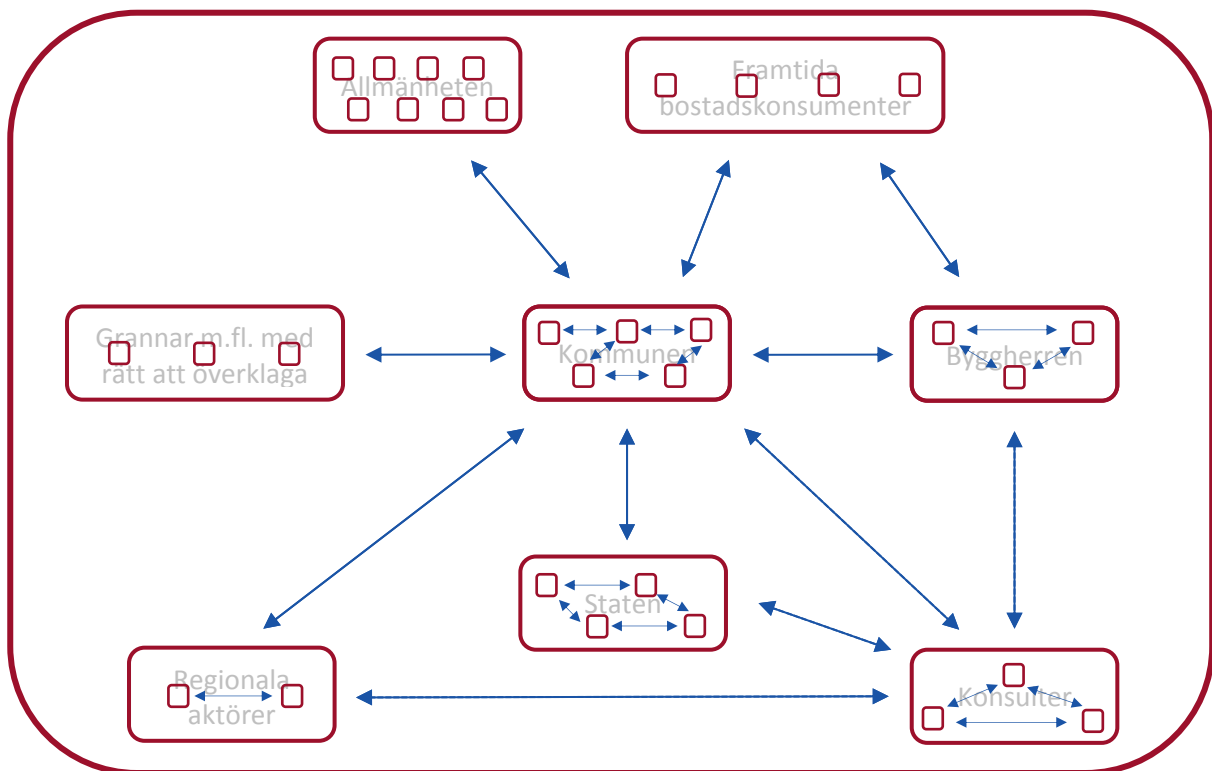 Allmänheten
Framtida
bostadskonsumenter
Grannar m.fl. med
rätt att överklaga
Kommunen
Byggherren
Staten
Regionala
aktörer
Konsulter